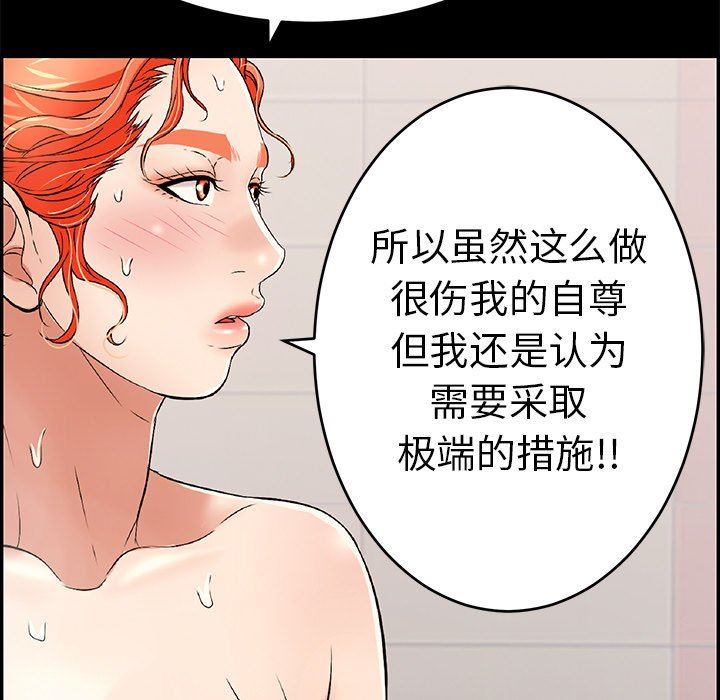 所以虽然这么做
很伤我的自尊
但我还是认为
需要采取
极端的措施!!